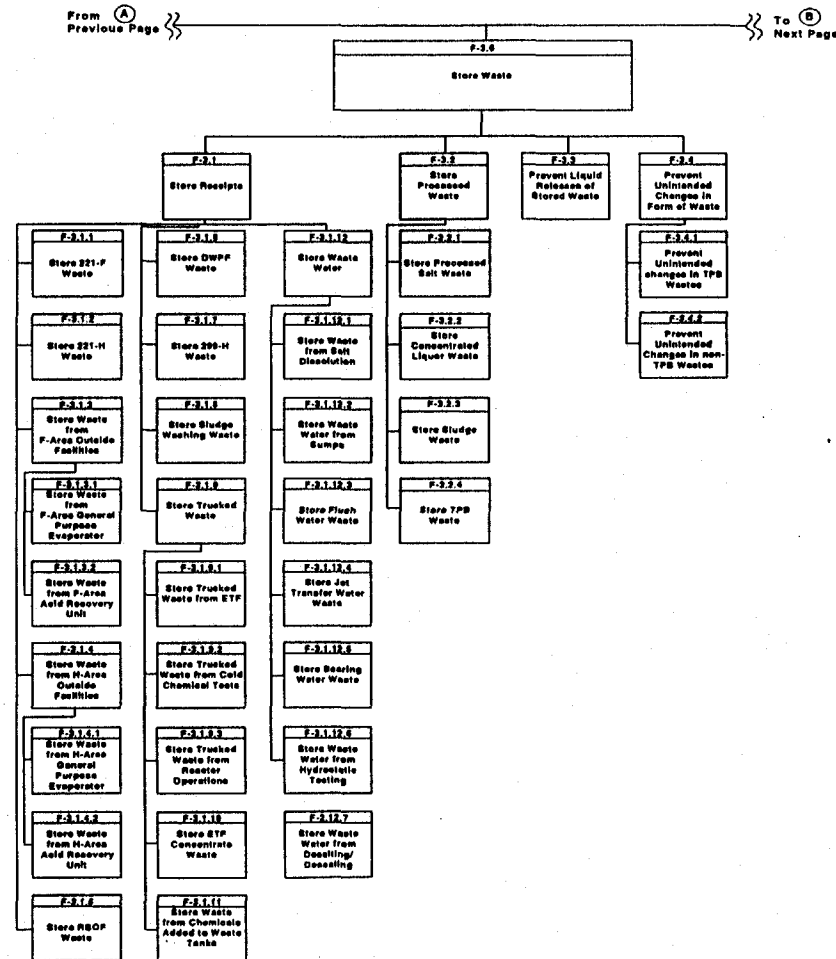 From Ⓐ
Previous Page
To Ⓑ
Next Page
F-3.0
Store Waste
F-3.1
Store Receipts
F-3.2
Store
Processed
Waste
F-3.3
Prevent Liquid
Releases of
Stored Waste
F-3.4
Prevent
Unintended
Changes in
Form of Waste
F-3.1.1
Store 221-F
Waste
F-3.1.2
Store 221-H
Waste
F-3.1.3
Store Waste
from
F-Area Outside
Facilities
F-3.1.3.1
Store Waste
from
F-Area General
Purpose
Evaporator
F-3.1.3.2
Store Waste
from F-Area
Acid Recovery
Unit
F-3.1.4
Store Waste
from H-Area
Outside
Facilities
F-3.1.4.1
Store Waste
from H-Area
General
Purpose
Evaporator
F-3.1.4.2
Store Waste
from H-Area
Acid Recovery
Unit
F-3.1.5
Store RBOF
Waste
F-3.1.6
Store DWPF
Waste
F-3.1.7
Store 299-H
Waste
F-3.1.8
Store Sludge
Washing Waste
F-3.1.9
Store Trucked
Waste
F-3.1.9.1
Store Trucked
Waste from ETF
F-3.1.9.2
Store Trucked
Waste from Cold
Chemical Tests
F-3.1.9.3
Store Trucked
Waste from
Reactor
Operations
F-3.1.10
Store ETF
Concentrate
Waste
F-3.1.11
Store Waste
from Chemicals
Added to Waste
Tanks
F-3.1.12
Store Waste
Water
F-3.1.12.1
Store Waste
from Salt
Dissolution
F-3.1.12.2
Store Waste
Water from
Sumps
F-3.1.12.3
Store Flush
Water Waste
F-3.1.12.4
Store Jet
Transfer Water
Waste
F-3.1.12.5
Store Bearing
Water Waste
F-3.1.12.6
Store Waste
Water from
Hydrostatic
Testing
F-3.12.7
Store Waste
Water from
Desalting/
Descaling
F-3.2.1
Store Processed
Salt Waste
F-3.2.2
Store
Concentrated
Liquor Waste
F-3.2.3
Store Sludge
Waste
F-3.2.4
Store TPB
Waste
F-3.4.1
Prevent
Unintended
changes in TPB
Wastes
F-3.4.2
Prevent
Unintended
Changes in non-
TPB Wastes